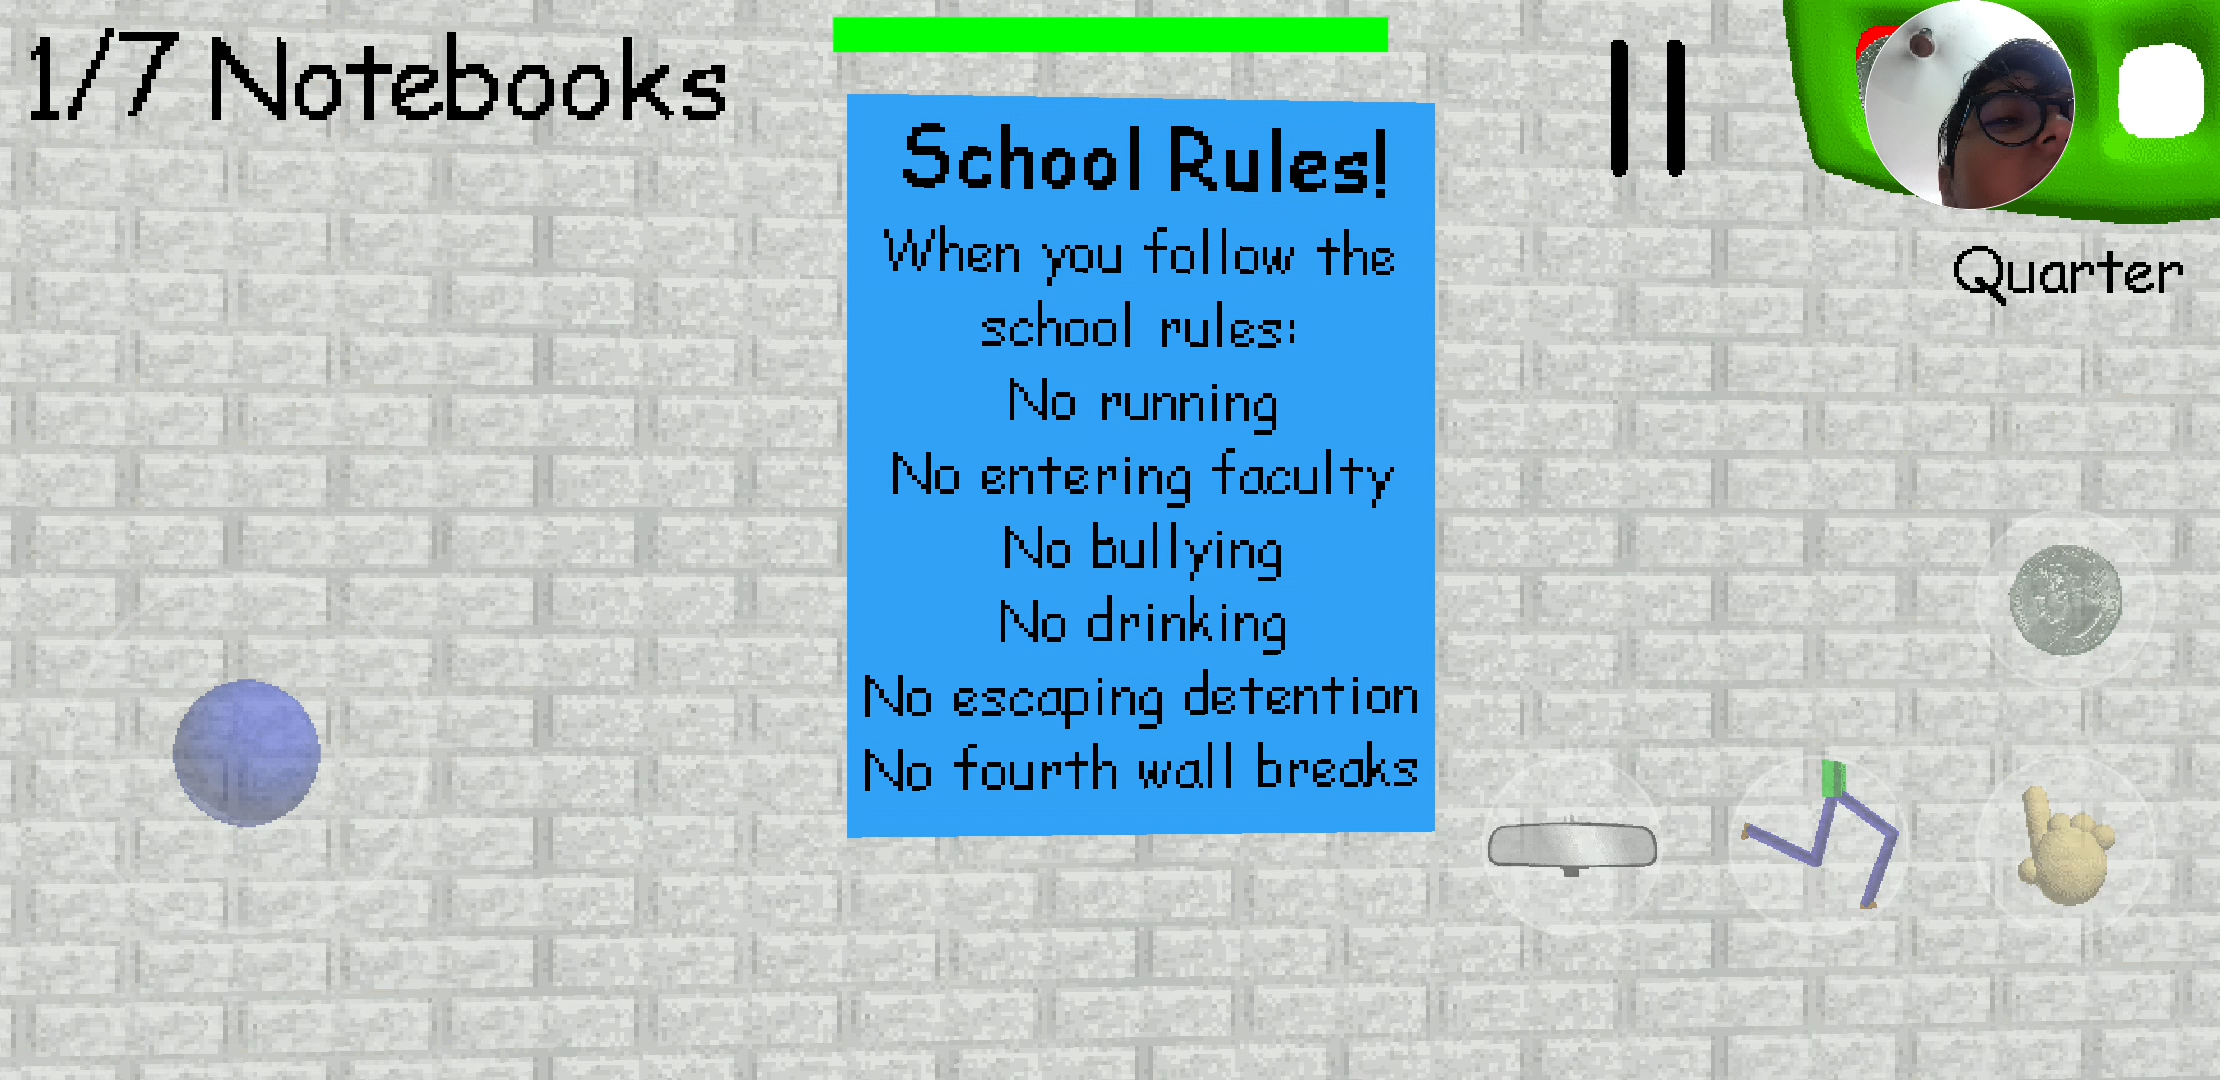 1/7 Notebooks
School Rules!
When you follow the
school rules:
No running
No entering faculty
No bullying
No drinking
No escaping detention
No fourth wall breaks
Quarter